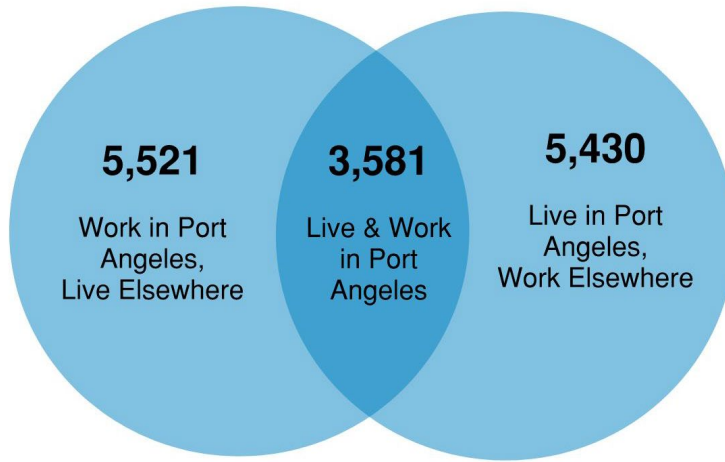 5,521
Work in Port
Angeles,
Live Elsewhere
3,581
Live & Work
in Port
Angeles
5,430
Live in Port
Angeles,
Work Elsewhere